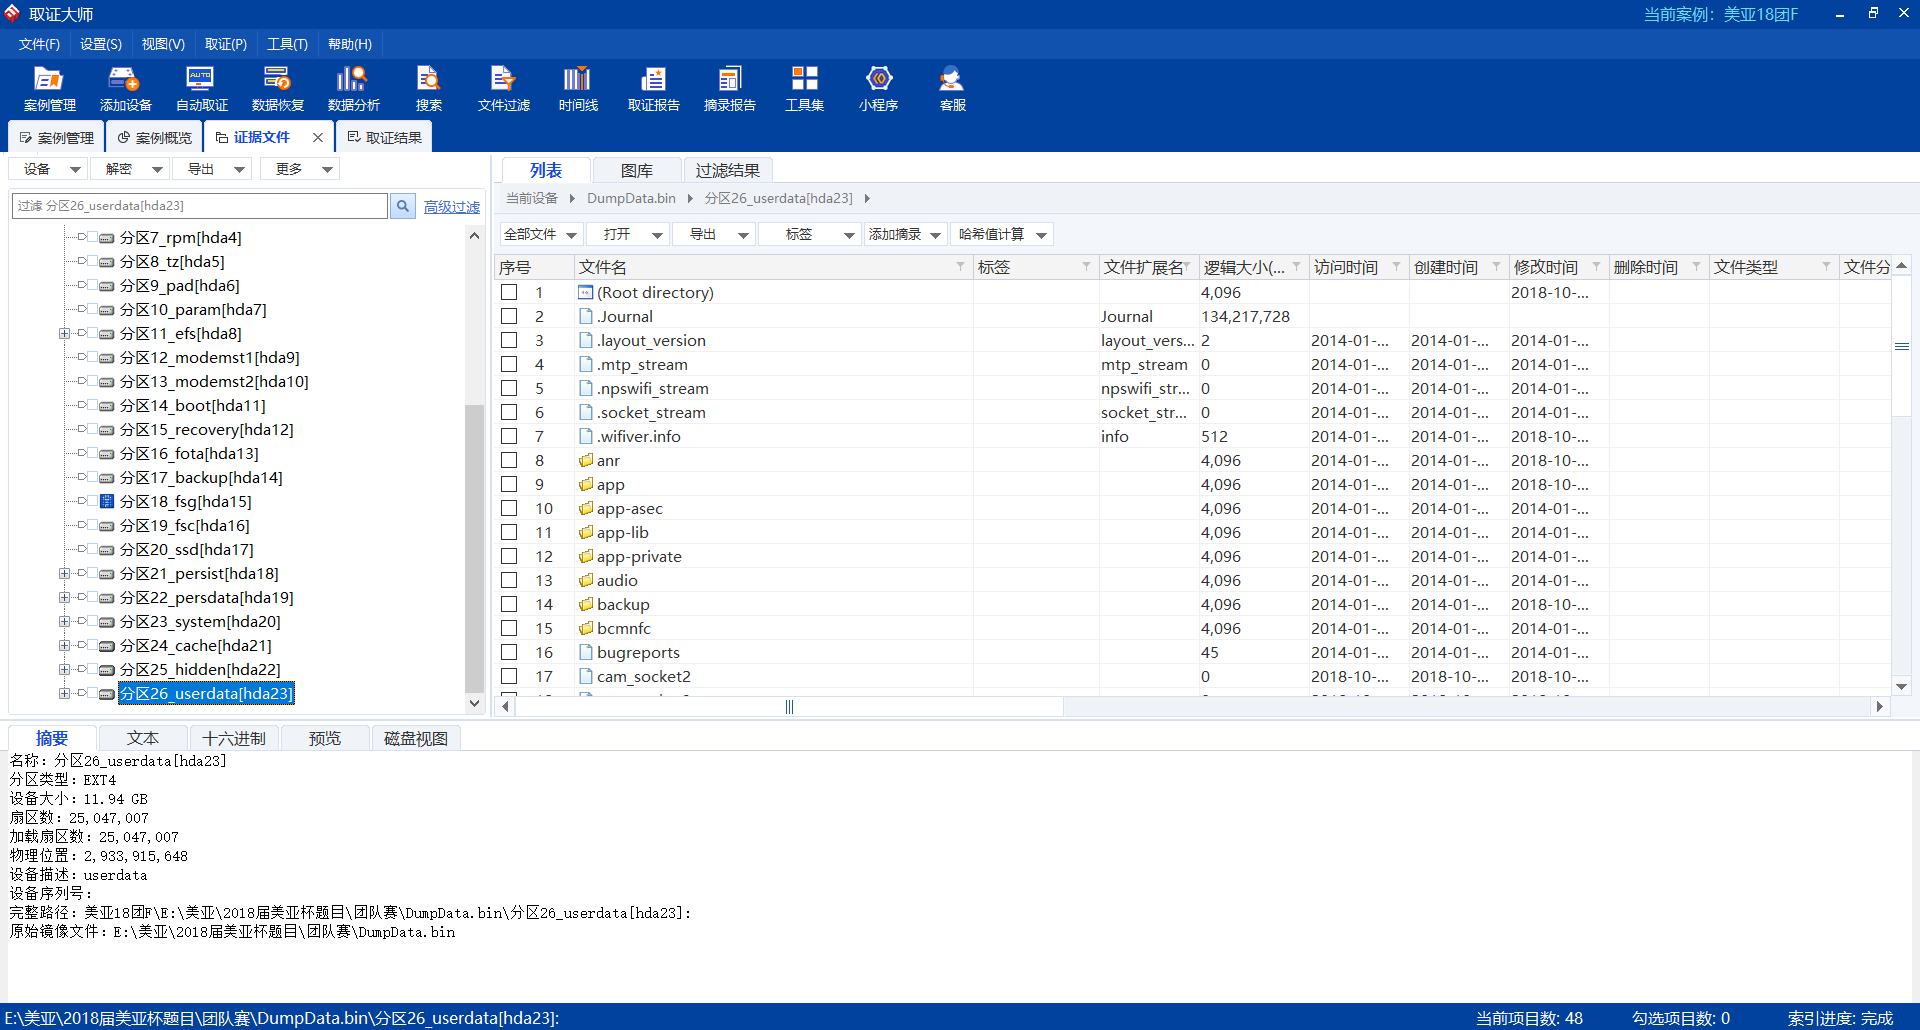 取证大师
当前案例：美亚18团F
文件(F) 设置(S) 视图(V) 取证(P) 工具(T) 帮助(H)
案例管理 添加设备 自动取证 数据恢复 数据分析 搜索 文件过滤 时间线 取证报告 摘录报告 工具集 小程序 客服
案例管理 案例概览 证据文件 取证结果
设备 解密 导出 更多
过滤 分区26_userdata[hda23] 高级过滤
分区7_rpm[hda4]
分区8_tz[hda5]
分区9_pad[hda6]
分区10_param[hda7]
分区11_efs[hda8]
分区12_modemst1[hda9]
分区13_modemst2[hda10]
分区14_boot[hda11]
分区15_recovery[hda12]
分区16_fota[hda13]
分区17_backup[hda14]
分区18_fsg[hda15]
分区19_fsc[hda16]
分区20_ssd[hda17]
分区21_persist[hda18]
分区22_persdata[hda19]
分区23_system[hda20]
分区24_cache[hda21]
分区25_hidden[hda22]
分区26_userdata[hda23]
列表 图库 过滤结果
当前设备 DumpData.bin 分区26_userdata[hda23]
全部文件 打开 导出 标签 添加摘录 哈希值计算
序号 文件名 标签 文件扩展名 逻辑大小(... 访问时间 创建时间 修改时间 删除时间 文件类型 文件分
1 (Root directory) 4,096 2018-10-...
2 .Journal Journal 134,217,728
3 .layout_version layout_vers... 2 2014-01-... 2014-01-... 2014-01-...
4 .mtp_stream mtp_stream 0 2014-01-... 2014-01-... 2014-01-...
5 .npswifi_stream npswifi_str... 0 2014-01-... 2014-01-... 2014-01-...
6 .socket_stream socket_str... 0 2014-01-... 2014-01-... 2014-01-...
7 .wifiver.info info 512 2014-01-... 2014-01-... 2018-10-...
8 anr 4,096 2014-01-... 2014-01-... 2018-10-...
9 app 4,096 2014-01-... 2014-01-... 2018-10-...
10 app-asec 4,096 2014-01-... 2014-01-... 2014-01-...
11 app-lib 4,096 2014-01-... 2014-01-... 2018-10-...
12 app-private 4,096 2014-01-... 2014-01-... 2014-01-...
13 audio 4,096 2014-01-... 2014-01-... 2014-01-...
14 backup 4,096 2014-01-... 2014-01-... 2018-10-...
15 bcmnfc 4,096 2014-01-... 2014-01-... 2014-01-...
16 bugreports 45 2014-01-... 2014-01-... 2014-01-...
17 cam_socket2 0 2018-10-... 2018-10-... 2018-10-...
摘要 文本 十六进制 预览 磁盘视图
名称：分区26_userdata[hda23]
分区类型：EXT4
设备大小：11.94 GB
扇区数：25,047,007
加载扇区数：25,047,007
物理位置：2,933,915,648
设备描述：userdata
设备序列号：
完整路径：美亚18团F\E:\美亚\2018届美亚杯题目\团队赛\DumpData.bin\分区26_userdata[hda23]:
原始镜像文件：E:\美亚\2018届美亚杯题目\团队赛\DumpData.bin
E:\美亚\2018届美亚杯题目\团队赛\DumpData.bin\分区26_userdata[hda23]: 当前项目数: 48 勾选项目数: 0 索引进度: 完成